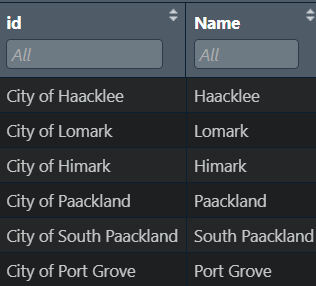 id Name
All All
City of Haacklee Haacklee
City of Lomark Lomark
City of Himark Himark
City of Paackland Paackland
City of South Paackland South Paackland
City of Port Grove Port Grove